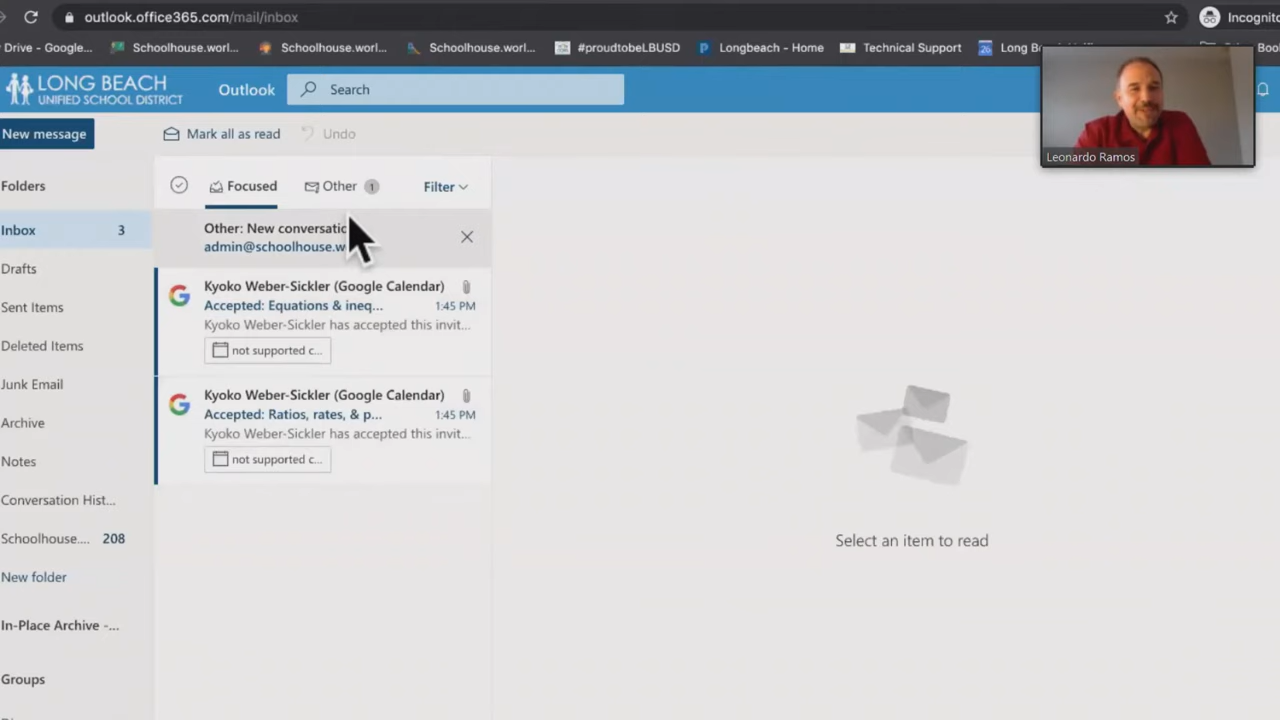 outlook.office365.com/mail/inbox
Incognito
Drive - Google...
Schoolhouse.worl...
Schoolhouse.worl...
Schoolhouse.worl...
#proudtobeLBUSD
Longbeach - Home
Technical Support
26
Long B
LONG BEACH
UNIFIED SCHOOL DISTRICT
Outlook
Search
Leonardo Ramos
New message
Mark all as read
Undo
Folders
Focused
Other 1
Filter
Inbox 3
Other: New conversatio
admin@schoolhouse.w
Drafts
Kyoko Weber-Sickler (Google Calendar)
Accepted: Equations & ineq... 1:45 PM
Kyoko Weber-Sickler has accepted this invit...
not supported c...
Sent Items
Deleted Items
Junk Email
Kyoko Weber-Sickler (Google Calendar)
Accepted: Ratios, rates, & p... 1:45 PM
Kyoko Weber-Sickler has accepted this invit...
not supported c...
Archive
Notes
Conversation Hist...
Schoolhouse.... 208
New folder
In-Place Archive -...
Groups
Select an item to read